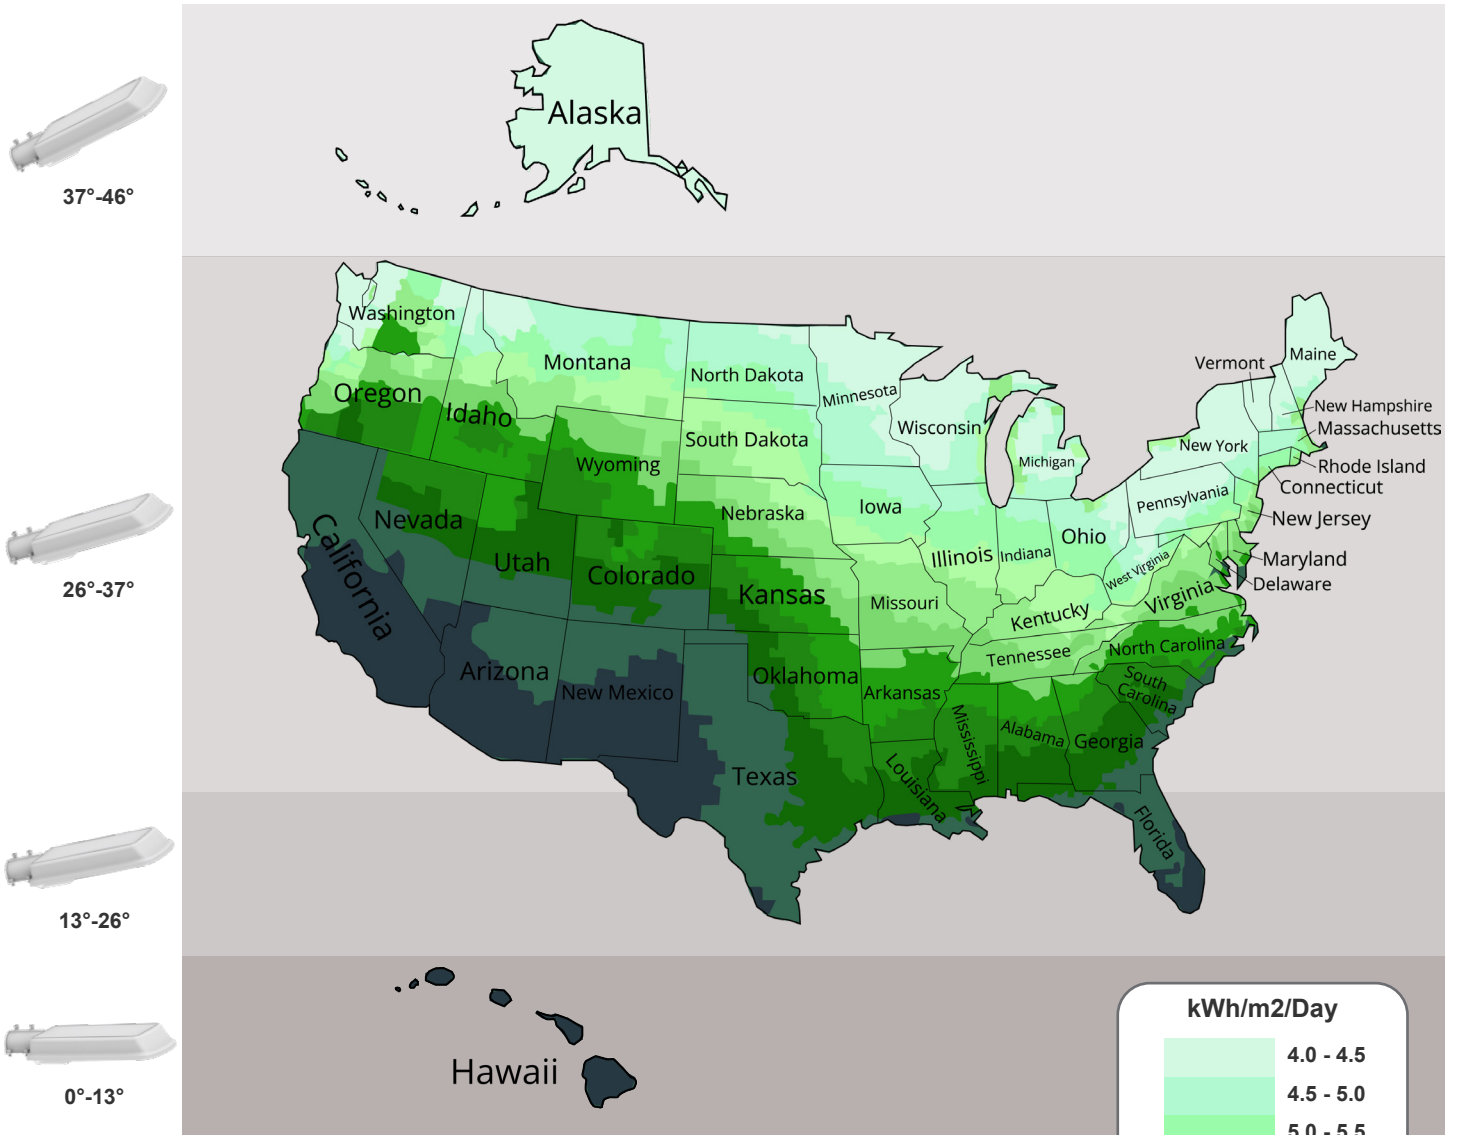 Alaska
37°-46°
Washington
Montana
North Dakota
Minnesota
Vermont
Maine
Oregon
Idaho
South Dakota
Wisconsin
Michigan
New York
New Hampshire
Massachusetts
Rhode Island
Connecticut
Wyoming
Nebraska
Iowa
Pennsylvania
New Jersey
26°-37°
California
Nevada
Utah
Colorado
Kansas
Missouri
Illinois
Indiana
Ohio
West Virginia
Maryland
Delaware
Kentucky
Virginia
Arizona
New Mexico
Oklahoma
Arkansas
Tennessee
North Carolina
South
Carolina
Texas
Louisiana
Mississippi
Alabama
Georgia
Florida
13°-26°
Hawaii
0°-13°
kWh/m2/Day
4.0 - 4.5
4.5 - 5.0
5.0 - 5.5